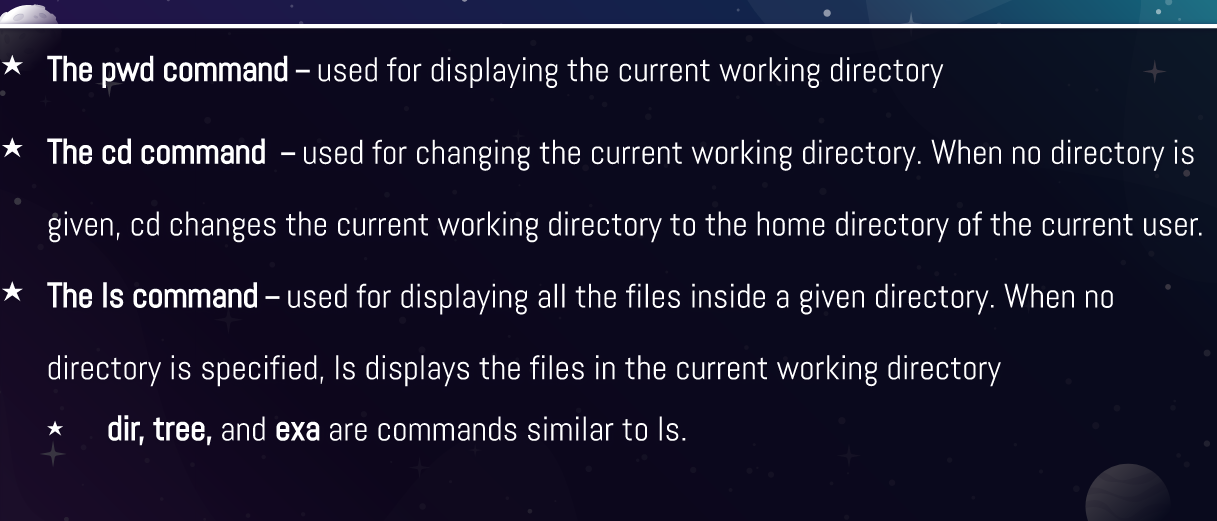 The pwd command – used for displaying the current working directory
The cd command – used for changing the current working directory. When no directory is
given, cd changes the current working directory to the home directory of the current user.
The ls command – used for displaying all the files inside a given directory. When no
directory is specified, ls displays the files in the current working directory
dir, tree, and exa are commands similar to ls.